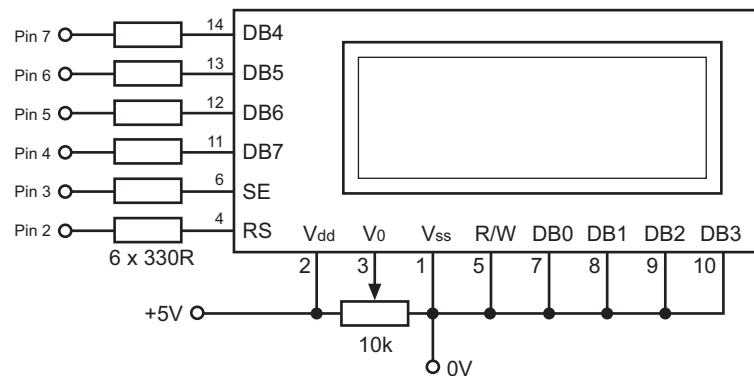 Pin 7 14 DB4
Pin 6 13 DB5
Pin 5 12 DB6
Pin 4 11 DB7
Pin 3 6 SE
Pin 2 4 RS
6 x 330R
Vdd V0 Vss R/W DB0 DB1 DB2 DB3
2 3 1 5 7 8 9 10
+5V
10k
0V